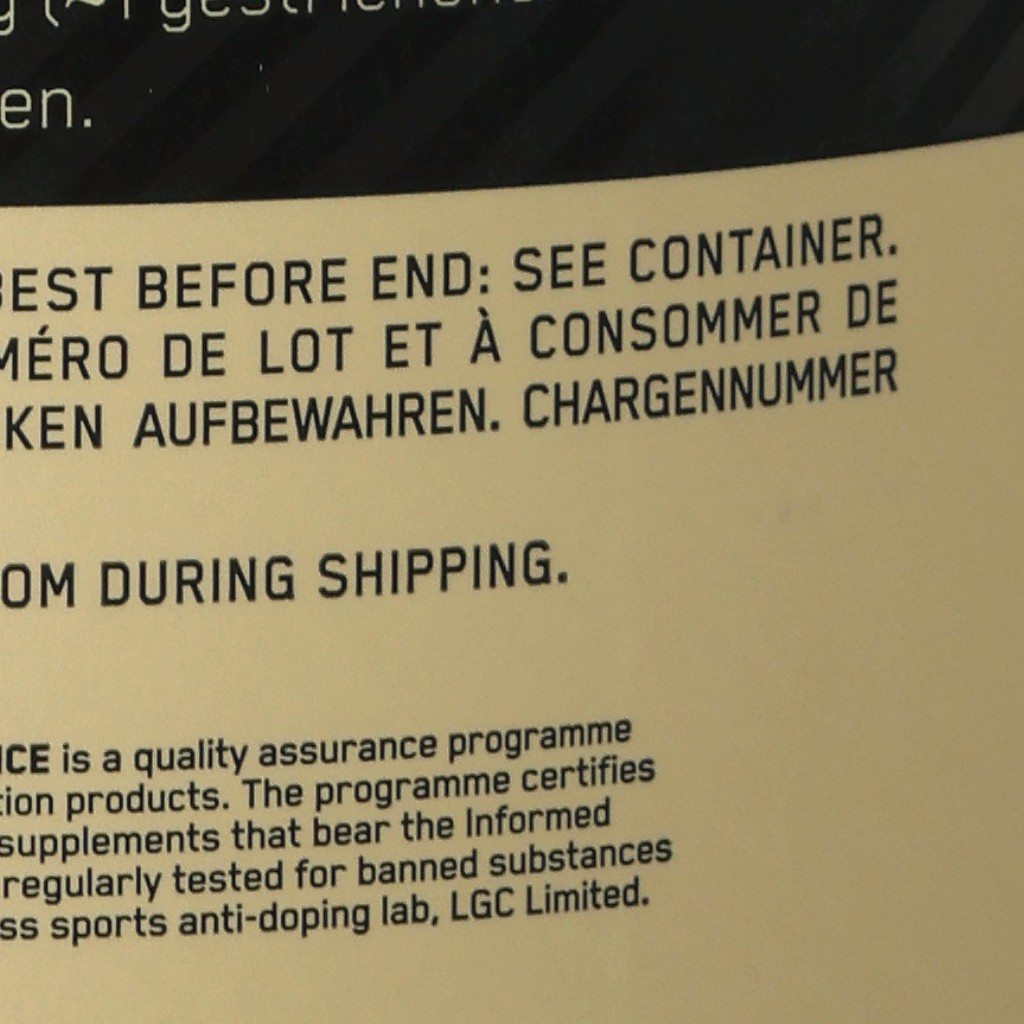 en.
BEST BEFORE END: SEE CONTAINER.
MÉRO DE LOT ET À CONSOMMER DE
KEN AUFBEWAHREN. CHARGENNUMMER
OM DURING SHIPPING.
ICE is a quality assurance programme
tion products. The programme certifies
supplements that bear the Informed
regularly tested for banned substances
ss sports anti-doping lab, LGC Limited.